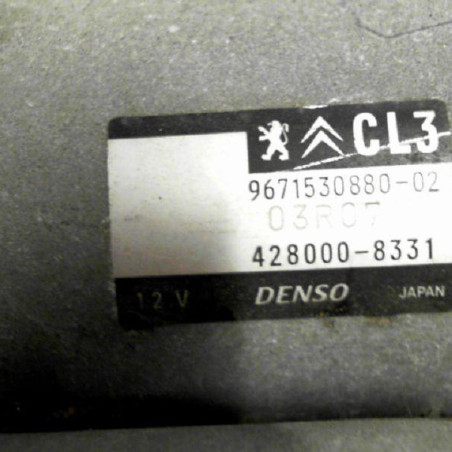 CL3
9671530880-02
03R07
428000-8331
12 V DENSO JAPAN